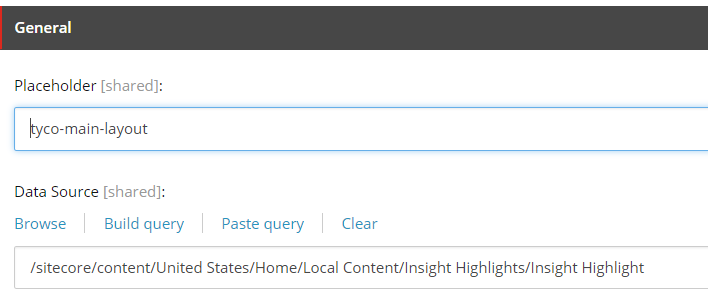 General
Placeholder [shared]:
tyco-main-layout
Data Source [shared]:
Browse Build query Paste query Clear
/sitecore/content/United States/Home/Local Content/Insight Highlights/Insight Highlight